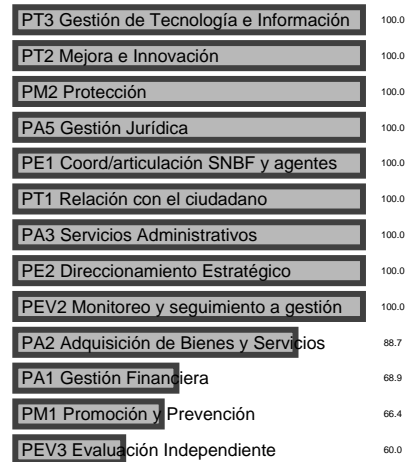 PT3 Gestión de Tecnología e Información 100.0
PT2 Mejora e Innovación 100.0
PM2 Protección 100.0
PA5 Gestión Jurídica 100.0
PE1 Coord/articulación SNBF y agentes 100.0
PT1 Relación con el ciudadano 100.0
PA3 Servicios Administrativos 100.0
PE2 Direccionamiento Estratégico 100.0
PEV2 Monitoreo y seguimiento a gestión 100.0
PA2 Adquisición de Bienes y Servicios 88.7
PA1 Gestión Financiera 68.9
PM1 Promoción y Prevención 66.4
PEV3 Evaluación Independiente 60.0